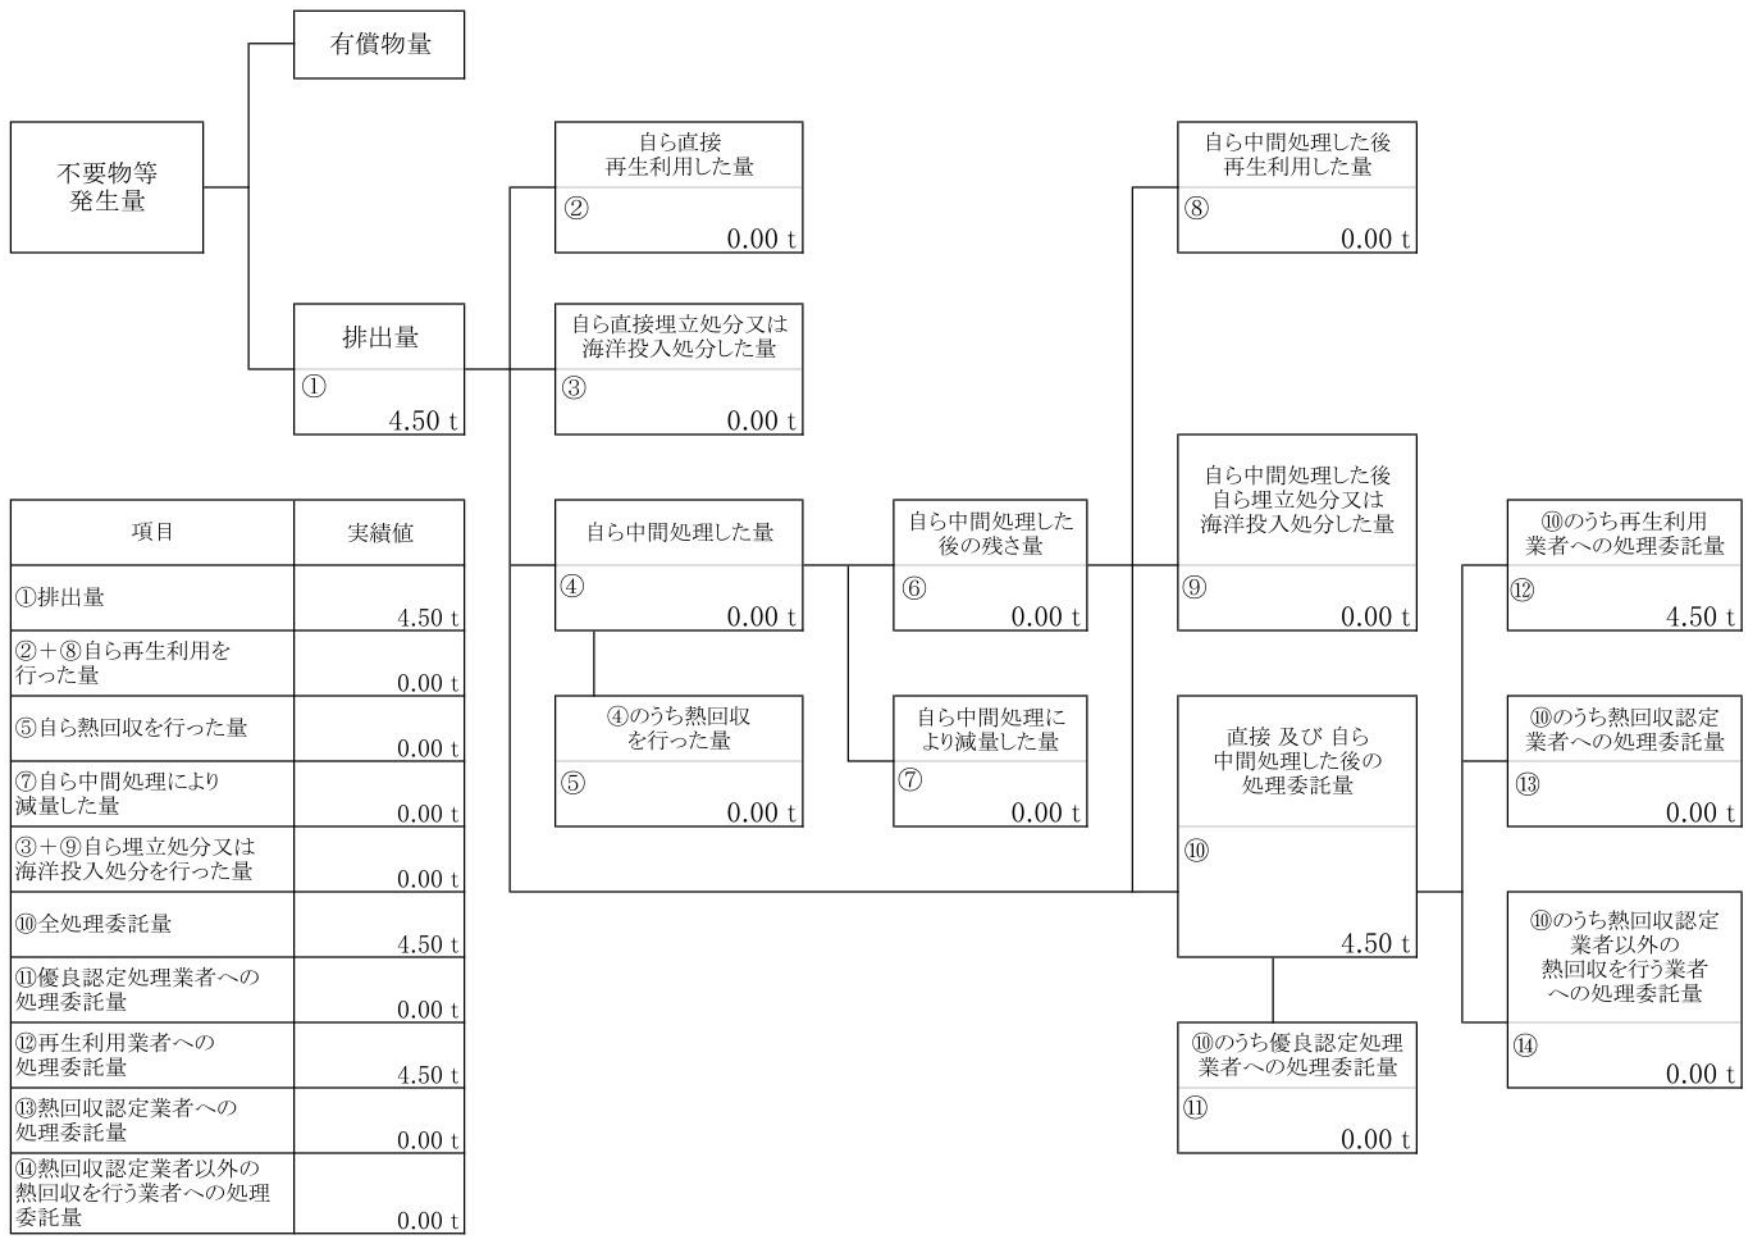 有償物量
不要物等
発生量
排出量
①
4.50 t
自ら直接
再生利用した量
②
0.00 t
自ら直接埋立処分又は
海洋投入処分した量
③
0.00 t
自ら中間処理した量
④
0.00 t
④のうち熱回収
を行った量
⑤
0.00 t
自ら中間処理した
後の残さ量
⑥
0.00 t
自ら中間処理に
より減量した量
⑦
0.00 t
自ら中間処理した後
再生利用した量
⑧
0.00 t
自ら中間処理した後
自ら埋立処分又は
海洋投入処分した量
⑨
0.00 t
直接 及び 自ら
中間処理した後の
処理委託量
⑩
4.50 t
⑩のうち優良認定処理
業者への処理委託量
⑪
0.00 t
⑩のうち再生利用
業者への処理委託量
⑫
4.50 t
⑩のうち熱回収認定
業者への処理委託量
⑬
0.00 t
⑩のうち熱回収認定
業者以外の
熱回収を行う業者
への処理委託量
⑭
0.00 t
項目 実績値
①排出量
4.50 t
②＋⑧自ら再生利用を
行った量
0.00 t
⑤自ら熱回収を行った量
0.00 t
⑦自ら中間処理により
減量した量
0.00 t
③＋⑨自ら埋立処分又は
海洋投入処分を行った量
0.00 t
⑩全処理委託量
4.50 t
⑪優良認定処理業者への
処理委託量
0.00 t
⑫再生利用業者への
処理委託量
4.50 t
⑬熱回収認定業者への
処理委託量
0.00 t
⑭熱回収認定業者以外の
熱回収を行う業者への処理
委託量
0.00 t